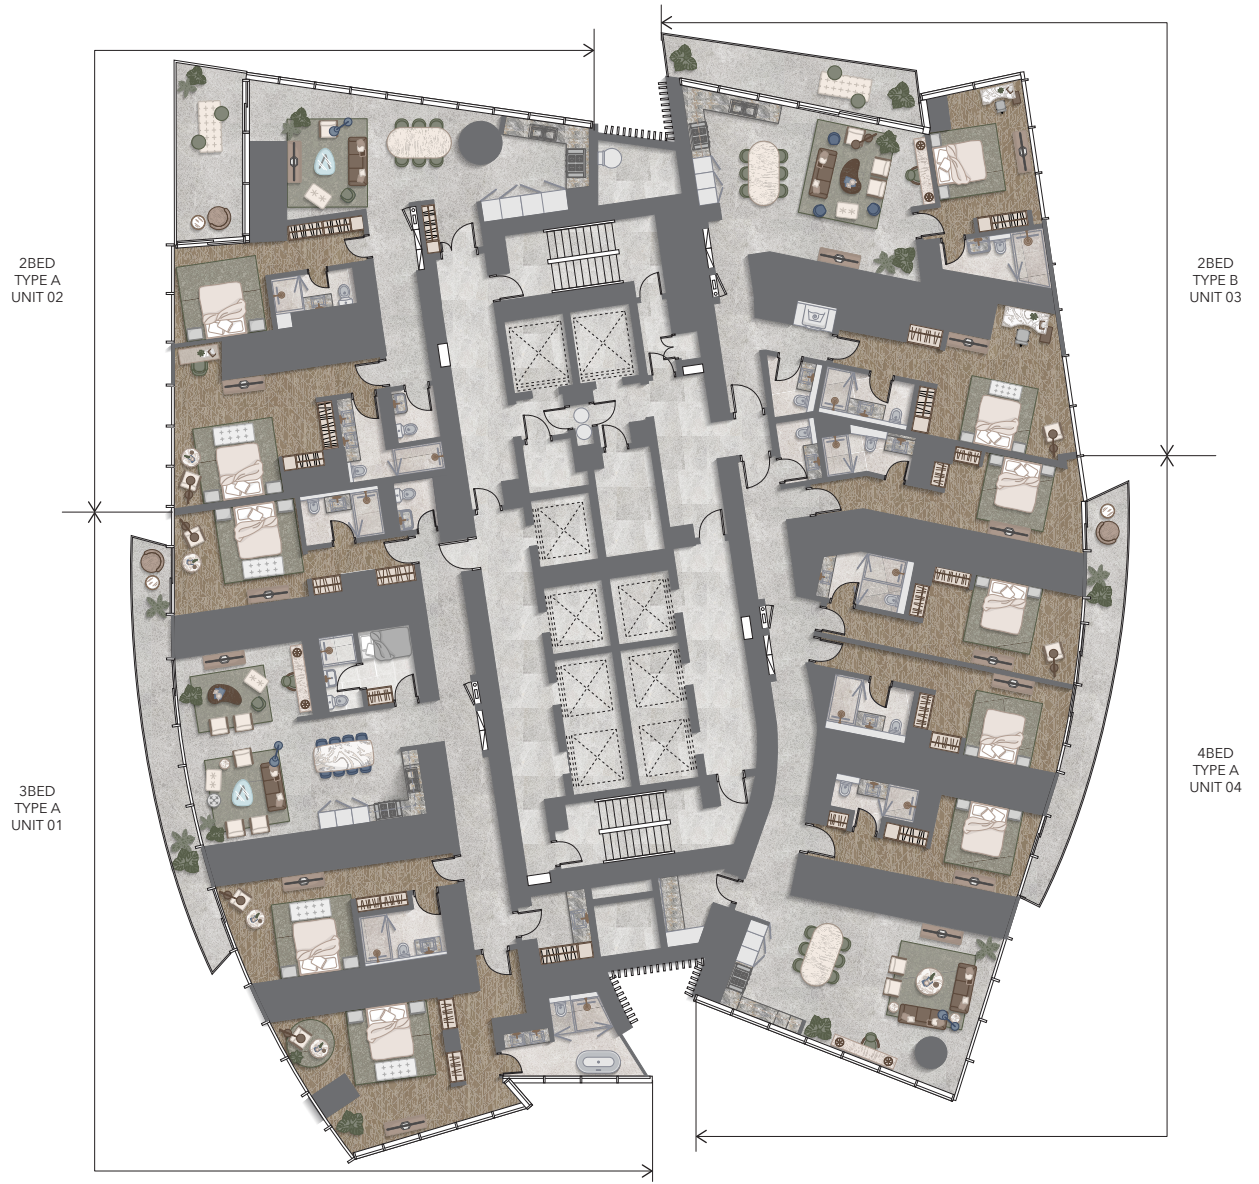 2BED
TYPE A
UNIT 02
2BED
TYPE B
UNIT 03
3BED
TYPE A
UNIT 01
4BED
TYPE A
UNIT 04